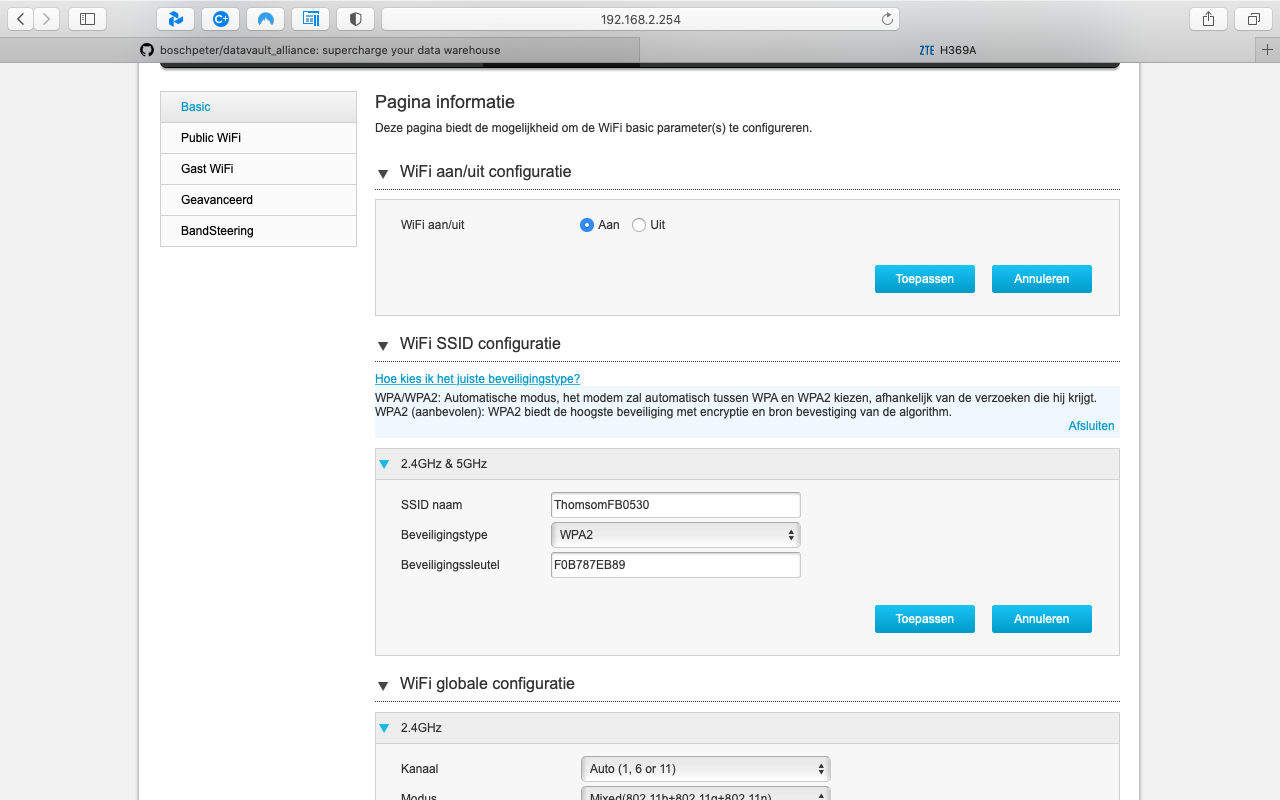 192.168.2.254
boschpeter/datavault_alliance: supercharge your data warehouse
ZTE H369A
Basic
Public WiFi
Gast WiFi
Geavanceerd
BandSteering
Pagina informatie
Deze pagina biedt de mogelijkheid om de WiFi basic parameter(s) te configureren.
WiFi aan/uit configuratie
WiFi aan/uit Aan Uit
Toepassen Annuleren
WiFi SSID configuratie
Hoe kies ik het juiste beveiligingstype?
WPA/WPA2: Automatische modus, het modem zal automatisch tussen WPA en WPA2 kiezen, afhankelijk van de verzoeken die hij krijgt.
WPA2 (aanbevolen): WPA2 biedt de hoogste beveiliging met encryptie en bron bevestiging van de algorithm.
Afsluiten
2.4GHz & 5GHz
SSID naam ThomsomFB0530
Beveiligingstype WPA2
Beveiligingssleutel F0B787EB89
Toepassen Annuleren
WiFi globale configuratie
2.4GHz
Kanaal Auto (1, 6 or 11)
Modus Mixed(802.11b+802.11g+802.11n)